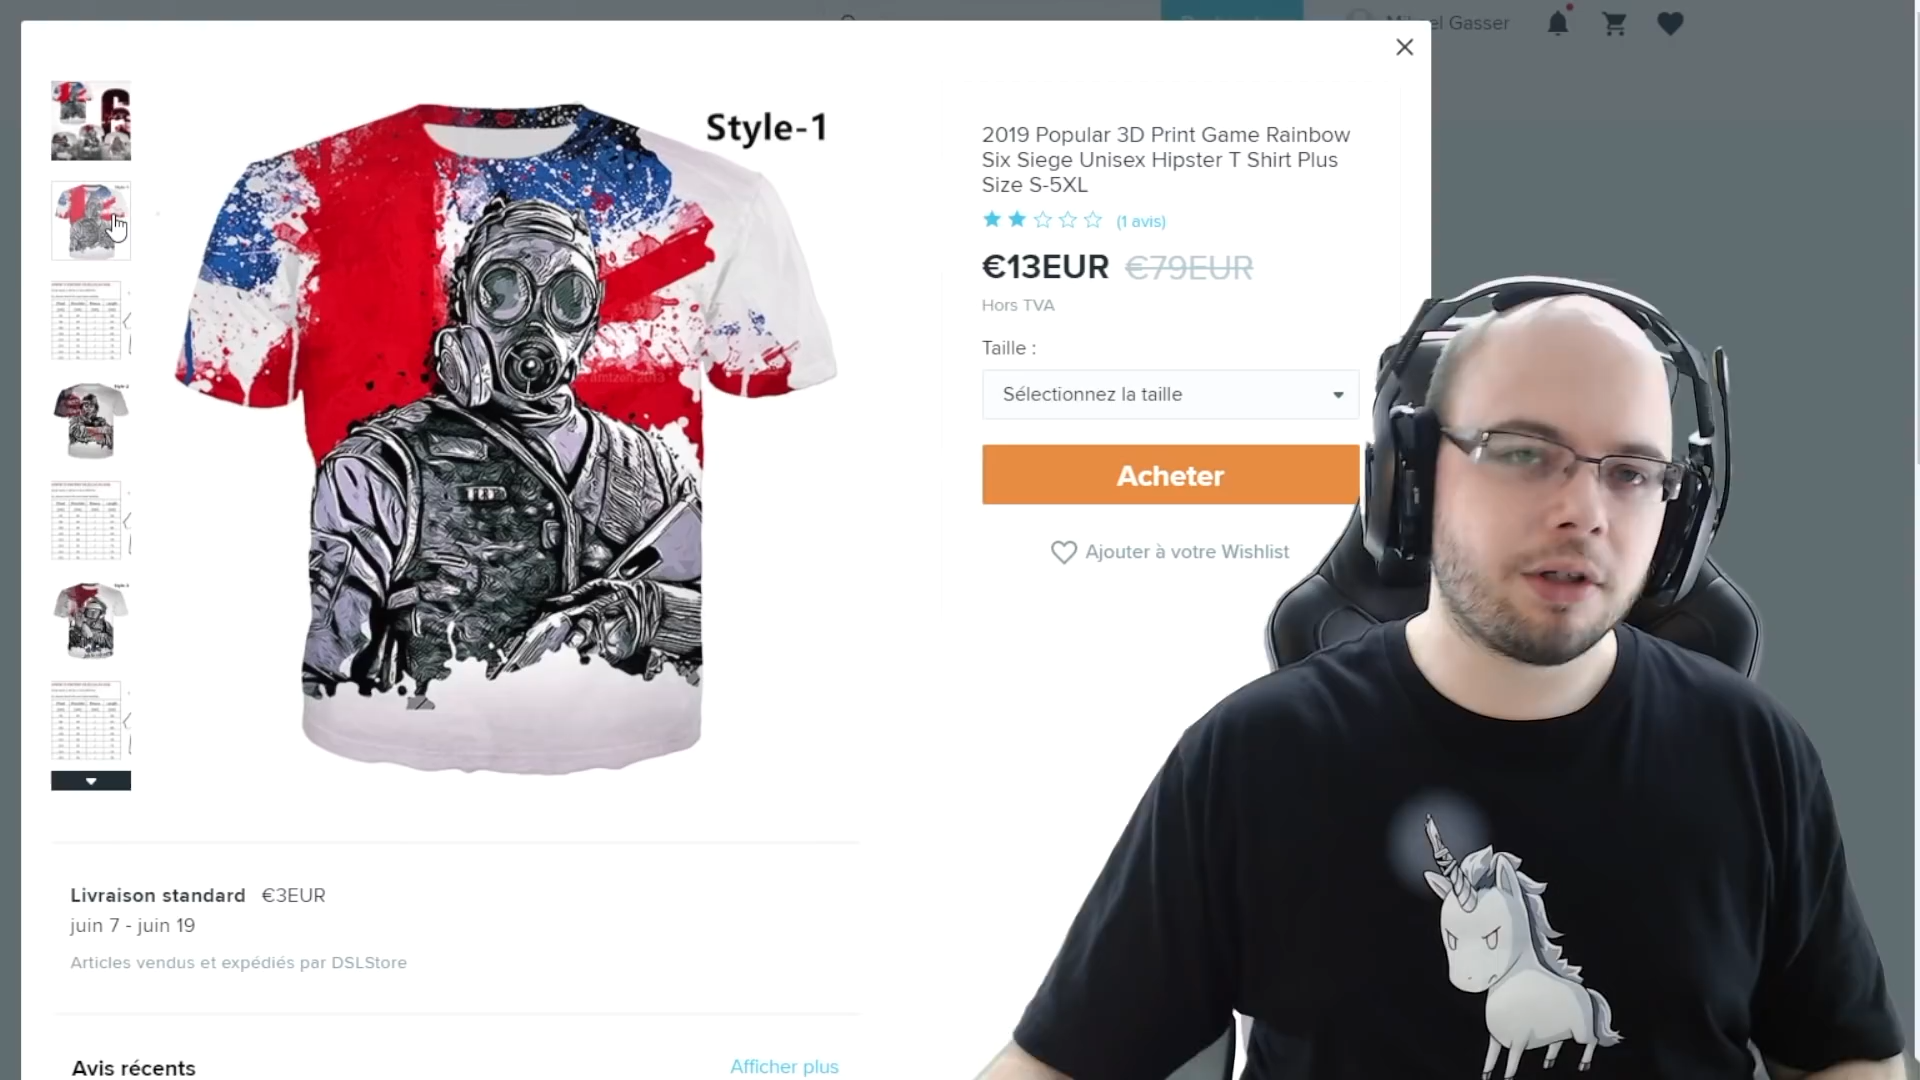 el Gasser
Style-1
2019 Popular 3D Print Game Rainbow
Six Siege Unisex Hipster T Shirt Plus
Size S-5XL
(1 avis)
€13EUR €79EUR
Hors TVA
Taille :
Sélectionnez la taille
Acheter
Ajouter à votre Wishlist
Livraison standard €3EUR
juin 7 - juin 19
Articles vendus et expédiés par DSLStore
Avis récents
Afficher plus